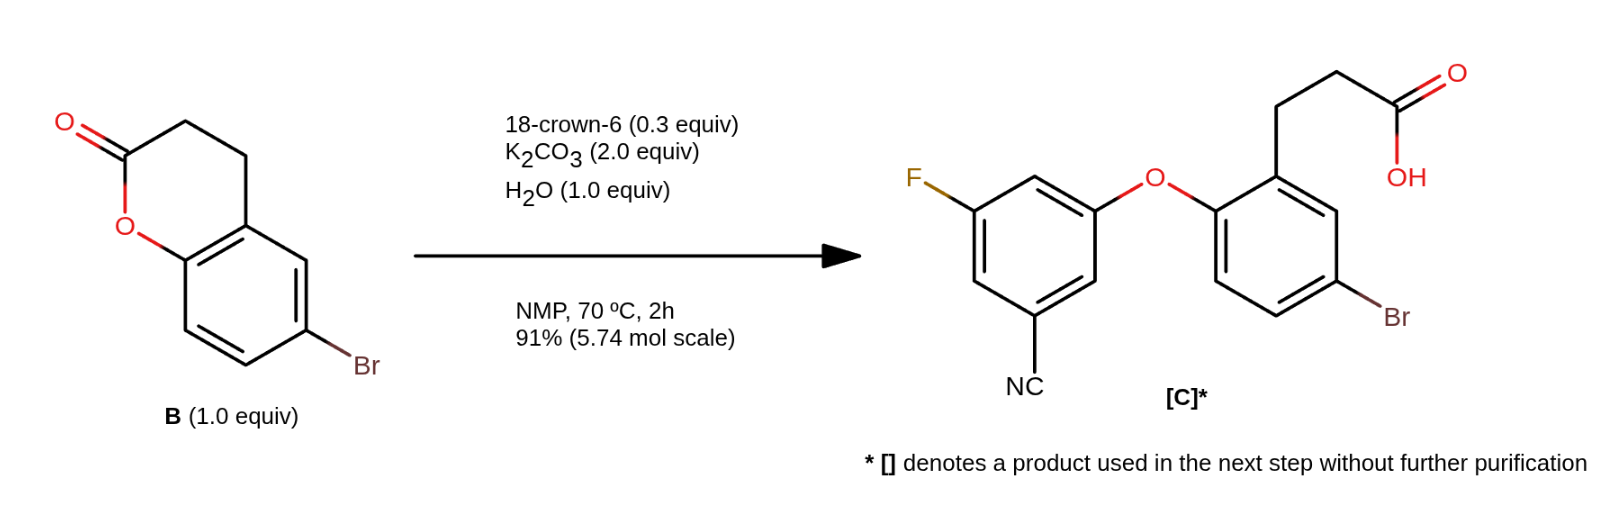 O
O
Br
B (1.0 equiv)
18-crown-6 (0.3 equiv)
K2CO3 (2.0 equiv)
H2O (1.0 equiv)
NMP, 70 ºC, 2h
91% (5.74 mol scale)
F
O
O
OH
Br
NC
[C]*
* [] denotes a product used in the next step without further purification